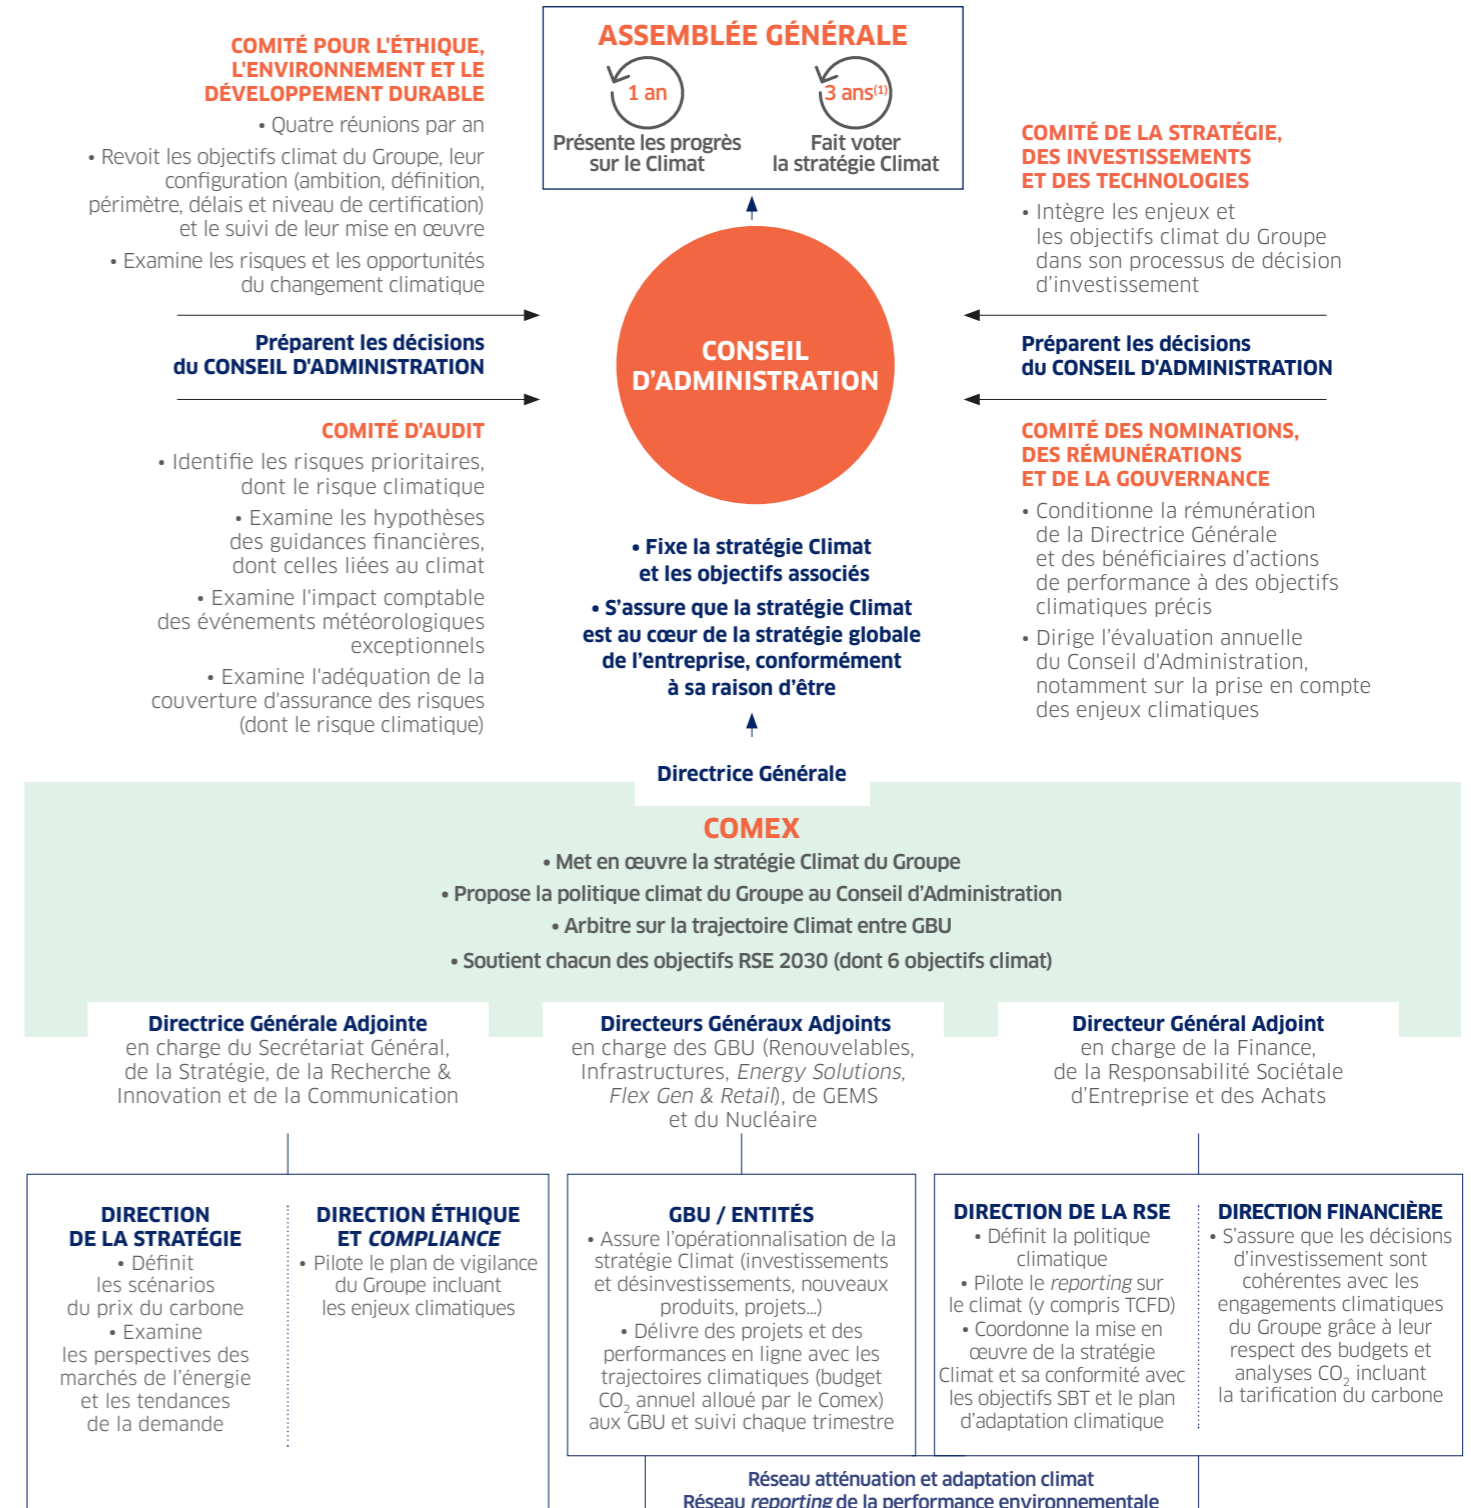 ASSEMBLÉE GÉNÉRALE
1 an
Présente les progrès
sur le Climat
3 ans(1)
Fait voter
la stratégie Climat
COMITÉ POUR L'ÉTHIQUE,
L'ENVIRONNEMENT ET LE
DÉVELOPPEMENT DURABLE
• Quatre réunions par an
• Revoit les objectifs climat du Groupe, leur
configuration (ambition, définition,
périmètre, délais et niveau de certification)
et le suivi de leur mise en œuvre
• Examine les risques et les opportunités
du changement climatique
Préparent les décisions
du CONSEIL D'ADMINISTRATION
COMITÉ D'AUDIT
• Identifie les risques prioritaires,
dont le risque climatique
• Examine les hypothèses
des guidances financières,
dont celles liées au climat
• Examine l'impact comptable
des événements météorologiques
exceptionnels
• Examine l'adéquation de la
couverture d'assurance des risques
(dont le risque climatique)
CONSEIL
D’ADMINISTRATION
• Fixe la stratégie Climat
et les objectifs associés
• S’assure que la stratégie Climat
est au cœur de la stratégie globale
de l’entreprise, conformément
à sa raison d’être
COMITÉ DE LA STRATÉGIE,
DES INVESTISSEMENTS
ET DES TECHNOLOGIES
• Intègre les enjeux et
les objectifs climat du Groupe
dans son processus de décision
d’investissement
Préparent les décisions
du CONSEIL D'ADMINISTRATION
COMITÉ DES NOMINATIONS,
DES RÉMUNÉRATIONS
ET DE LA GOUVERNANCE
• Conditionne la rémunération
de la Directrice Générale
et des bénéficiaires d’actions
de performance à des objectifs
climatiques précis
• Dirige l’évaluation annuelle
du Conseil d'Administration,
notamment sur la prise en compte
des enjeux climatiques
Directrice Générale
COMEX
• Met en œuvre la stratégie Climat du Groupe
• Propose la politique climat du Groupe au Conseil d’Administration
• Arbitre sur la trajectoire Climat entre GBU
• Soutient chacun des objectifs RSE 2030 (dont 6 objectifs climat)
Directrice Générale Adjointe
en charge du Secrétariat Général,
de la Stratégie, de la Recherche &
Innovation et de la Communication
Directeurs Généraux Adjoints
en charge des GBU (Renouvelables,
Infrastructures, Energy Solutions,
Flex Gen & Retail), de GEMS
et du Nucléaire
Directeur Général Adjoint
en charge de la Finance,
de la Responsabilité Sociétale
d’Entreprise et des Achats
DIRECTION
DE LA STRATÉGIE
• Définit
les scénarios
du prix du carbone
• Examine
les perspectives des
marchés de l’énergie
et les tendances
de la demande
DIRECTION ÉTHIQUE
ET COMPLIANCE
• Pilote le plan de vigilance
du Groupe incluant
les enjeux climatiques
GBU / ENTITÉS
• Assure l’opérationnalisation de la
stratégie Climat (investissements
et désinvestissements, nouveaux
produits, projets...)
• Délivre des projets et des
performances en ligne avec les
trajectoires climatiques (budget
CO2 annuel alloué par le Comex)
aux GBU et suivi chaque trimestre
DIRECTION DE LA RSE
• Définit la politique
climatique
• Pilote le reporting sur
le climat (y compris TCFD)
• Coordonne la mise en
œuvre de la stratégie
Climat et sa conformité avec
les objectifs SBT et le plan
d’adaptation climatique
DIRECTION FINANCIÈRE
• S’assure que les décisions
d’investissement sont
cohérentes avec les
engagements climatiques
du Groupe grâce à leur
respect des budgets et
analyses CO2 incluant
la tarification du carbone
Réseau atténuation et adaptation climat
Réseau reporting de la performance environnementale